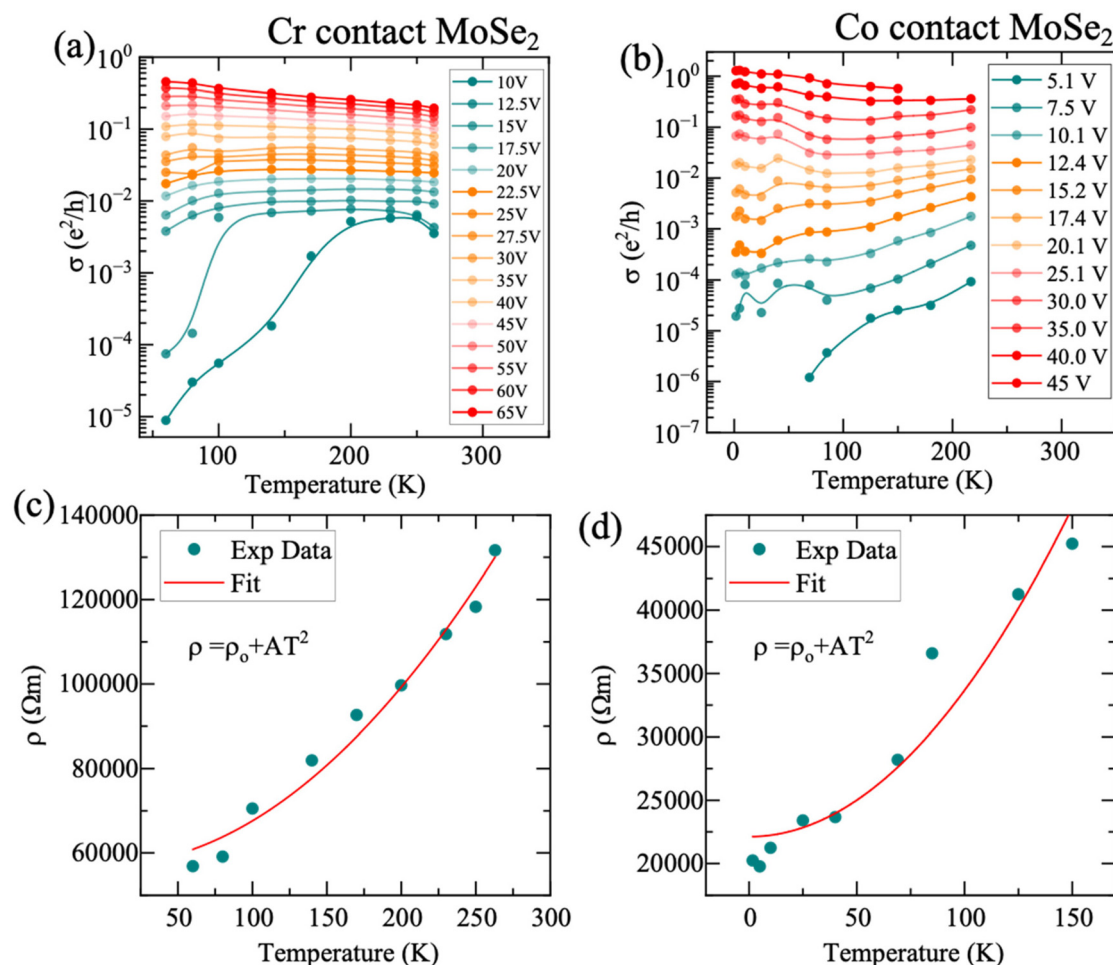 (a) Cr contact MoSe₂
10⁰
10⁻¹
10⁻²
10⁻³
10⁻⁴
10⁻⁵
σ (e²/h)
10V
12.5V
15V
17.5V
20V
22.5V
25V
27.5V
30V
35V
40V
45V
50V
55V
60V
65V
100 200 300
Temperature (K)
(b) Co contact MoSe₂
10⁰
10⁻¹
10⁻²
10⁻³
10⁻⁴
10⁻⁵
10⁻⁶
10⁻⁷
σ (e²/h)
5.1 V
7.5 V
10.1 V
12.4 V
15.2 V
17.4 V
20.1 V
25.1 V
30.0 V
35.0 V
40.0 V
45 V
0 100 200 300
Temperature (K)
(c)
140000
120000
100000
80000
60000
ρ (Ωm)
Exp Data
Fit
ρ =ρₒ+AT²
50 100 150 200 250 300
Temperature (K)
(d)
45000
40000
35000
30000
25000
20000
ρ (Ωm)
Exp Data
Fit
ρ =ρₒ+AT²
0 50 100 150
Temperature (K)